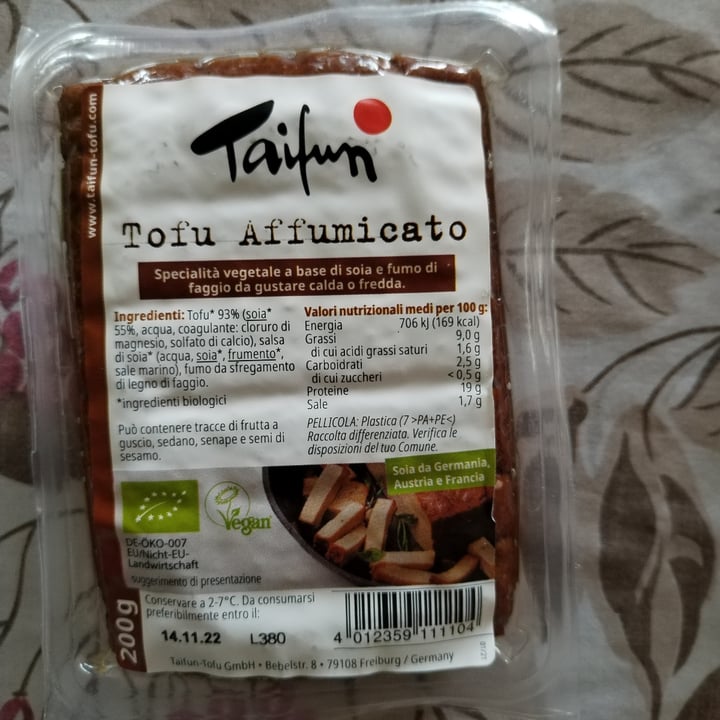 www.taifun-tofu.com
Taifun
Tofu Affumicato
Specialità vegetale a base di soia e fumo di
faggio da gustare calda o fredda.
Ingredienti: Tofu* 93% (soia*
55%, acqua, coagulante: cloruro di
magnesio, solfato di calcio), salsa
di soia* (acqua, soia*, frumento*,
sale marino), fumo da sfregamento
di legno di faggio.
*ingredienti biologici
Può contenere tracce di frutta a
guscio, sedano, senape e semi di
sesamo.
Valori nutrizionali medi per 100 g:
Energia 706 kJ (169 kcal)
Grassi 9,0 g
di cui acidi grassi saturi 1,6 g
Carboidrati 2,5 g
di cui zuccheri <0,5 g
Proteine 19 g
Sale 1,7 g
PELLICOLA: Plastica (7 >PA+PE<)
Raccolta differenziata. Verifica le
disposizioni del tuo Comune.
Soia da Germania,
Austria e Francia
Vegan
DE-ÖKO-007
EU/Nicht-EU-
Landwirtschaft
suggerimento di presentazione
200g
Conservare a 2-7°C. Da consumarsi
preferibilmente entro il:
14.11.22 L380
4 012359 111104
01/21
Taifun-Tofu GmbH • Bebelstr. 8 • 79108 Freiburg / Germany